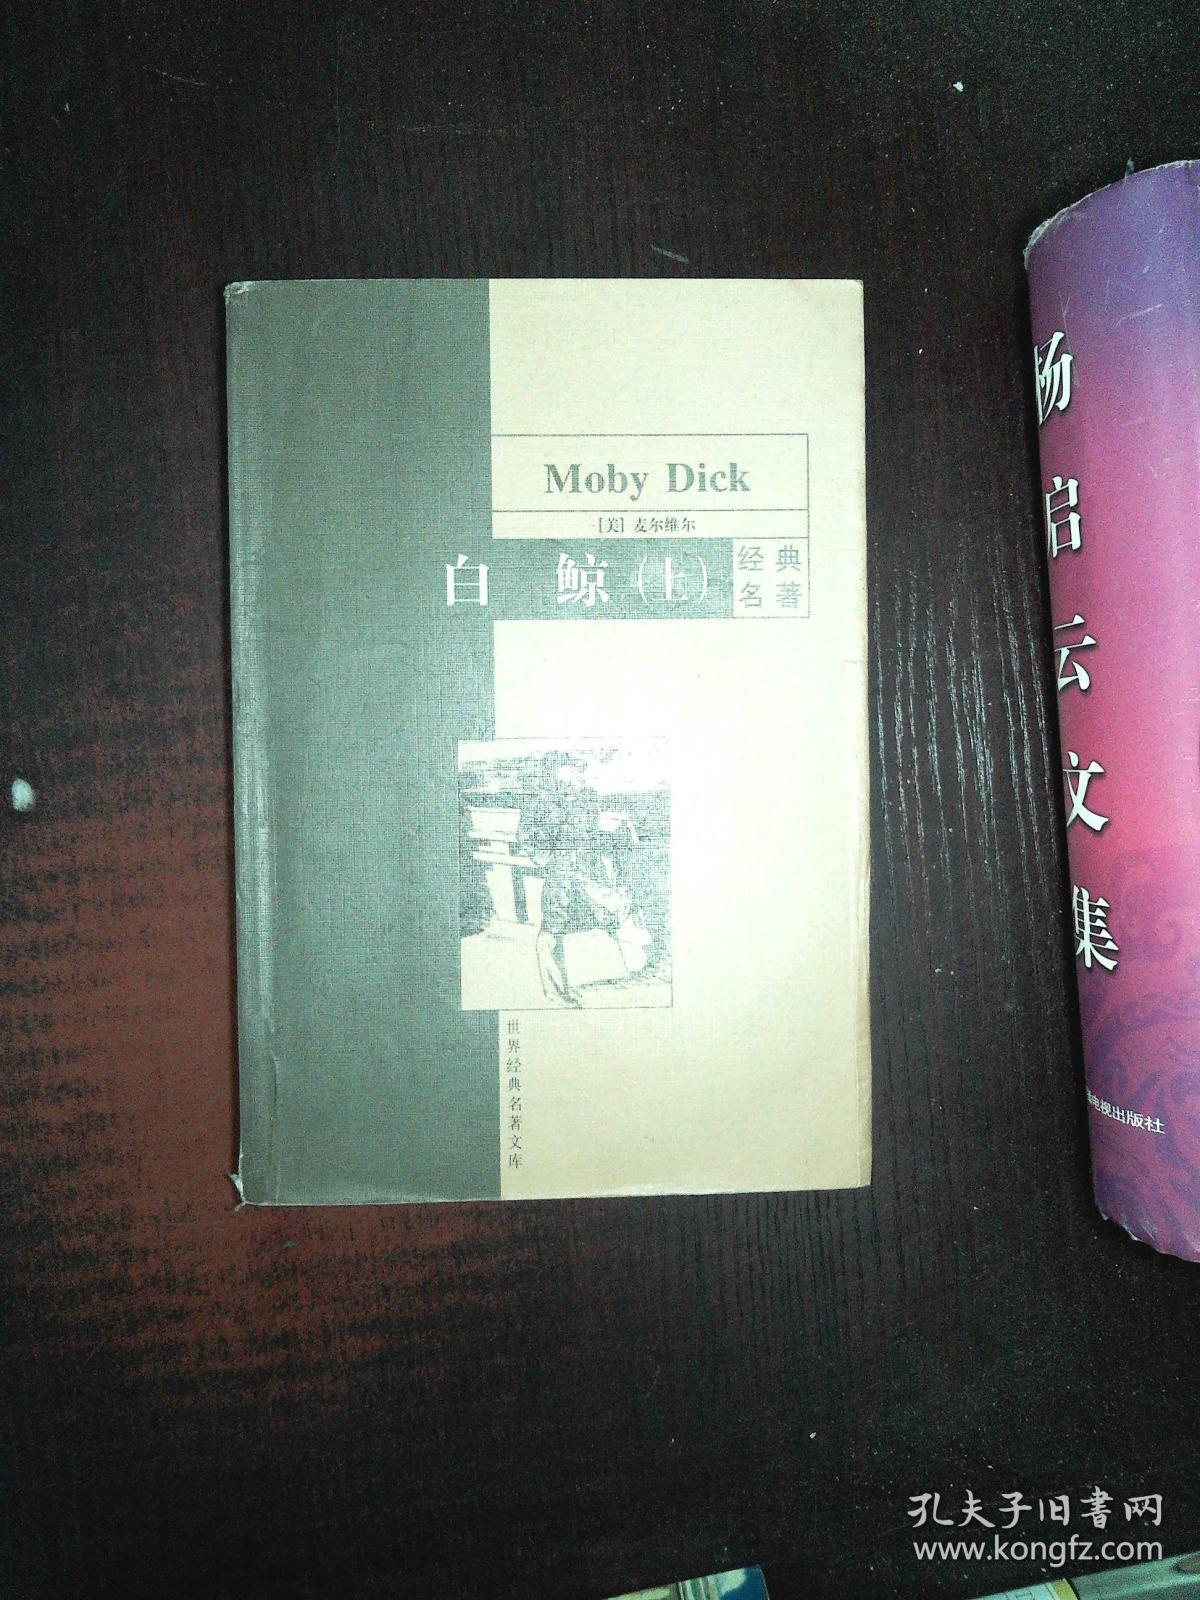 Moby Dick
[美] 麦尔维尔
白 鲸（上）
经典
名著
世界经典名著文库
杨启云文集
电视出版社
孔夫子旧书网
www.kongfz.com